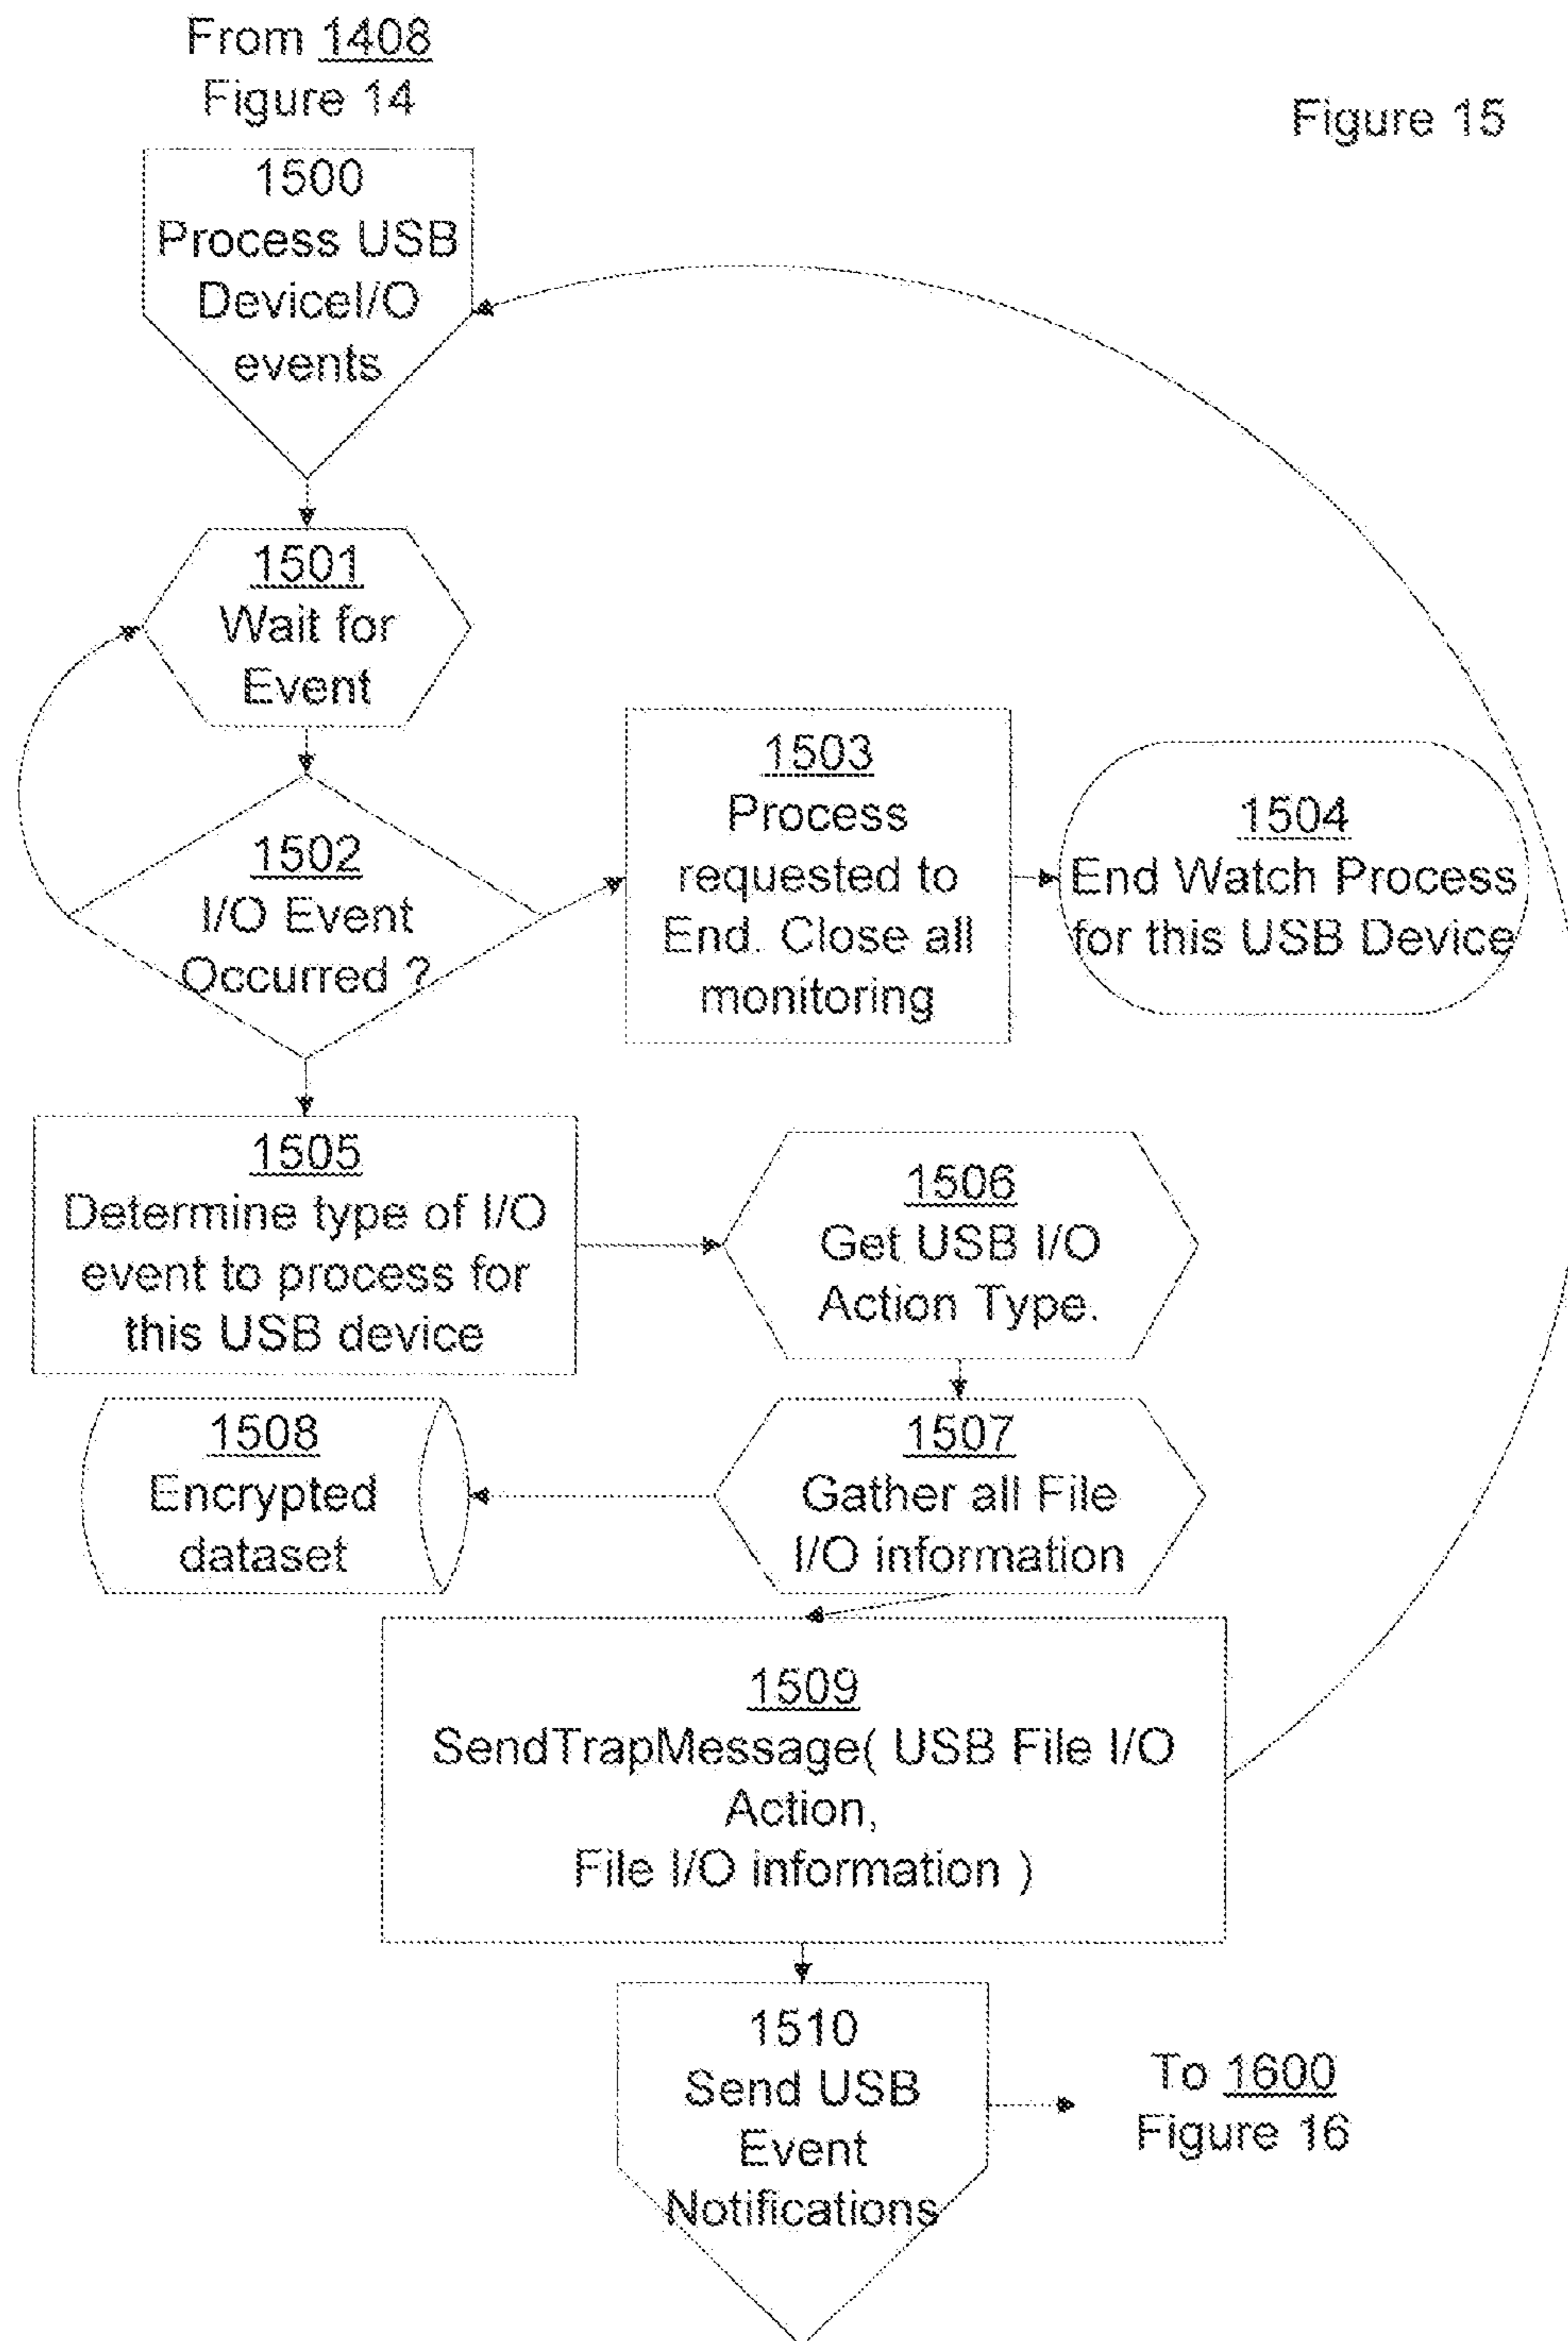 From 1408
Figure 14
Figure 15
1500
Process USB
DeviceI/O
events
1501
Wait for
Event
1502
I/O Event
Occurred ?
1503
Process
requested to
End. Close all
monitoring
1504
End Watch Process
for this USB Device
1505
Determine type of I/O
event to process for
this USB device
1506
Get USB I/O
Action Type.
1508
Encrypted
dataset
1507
Gather all File
I/O information
1509
SendTrapMessage( USB File I/O
Action,
File I/O information )
1510
Send USB
Event
Notifications
To 1600
Figure 16